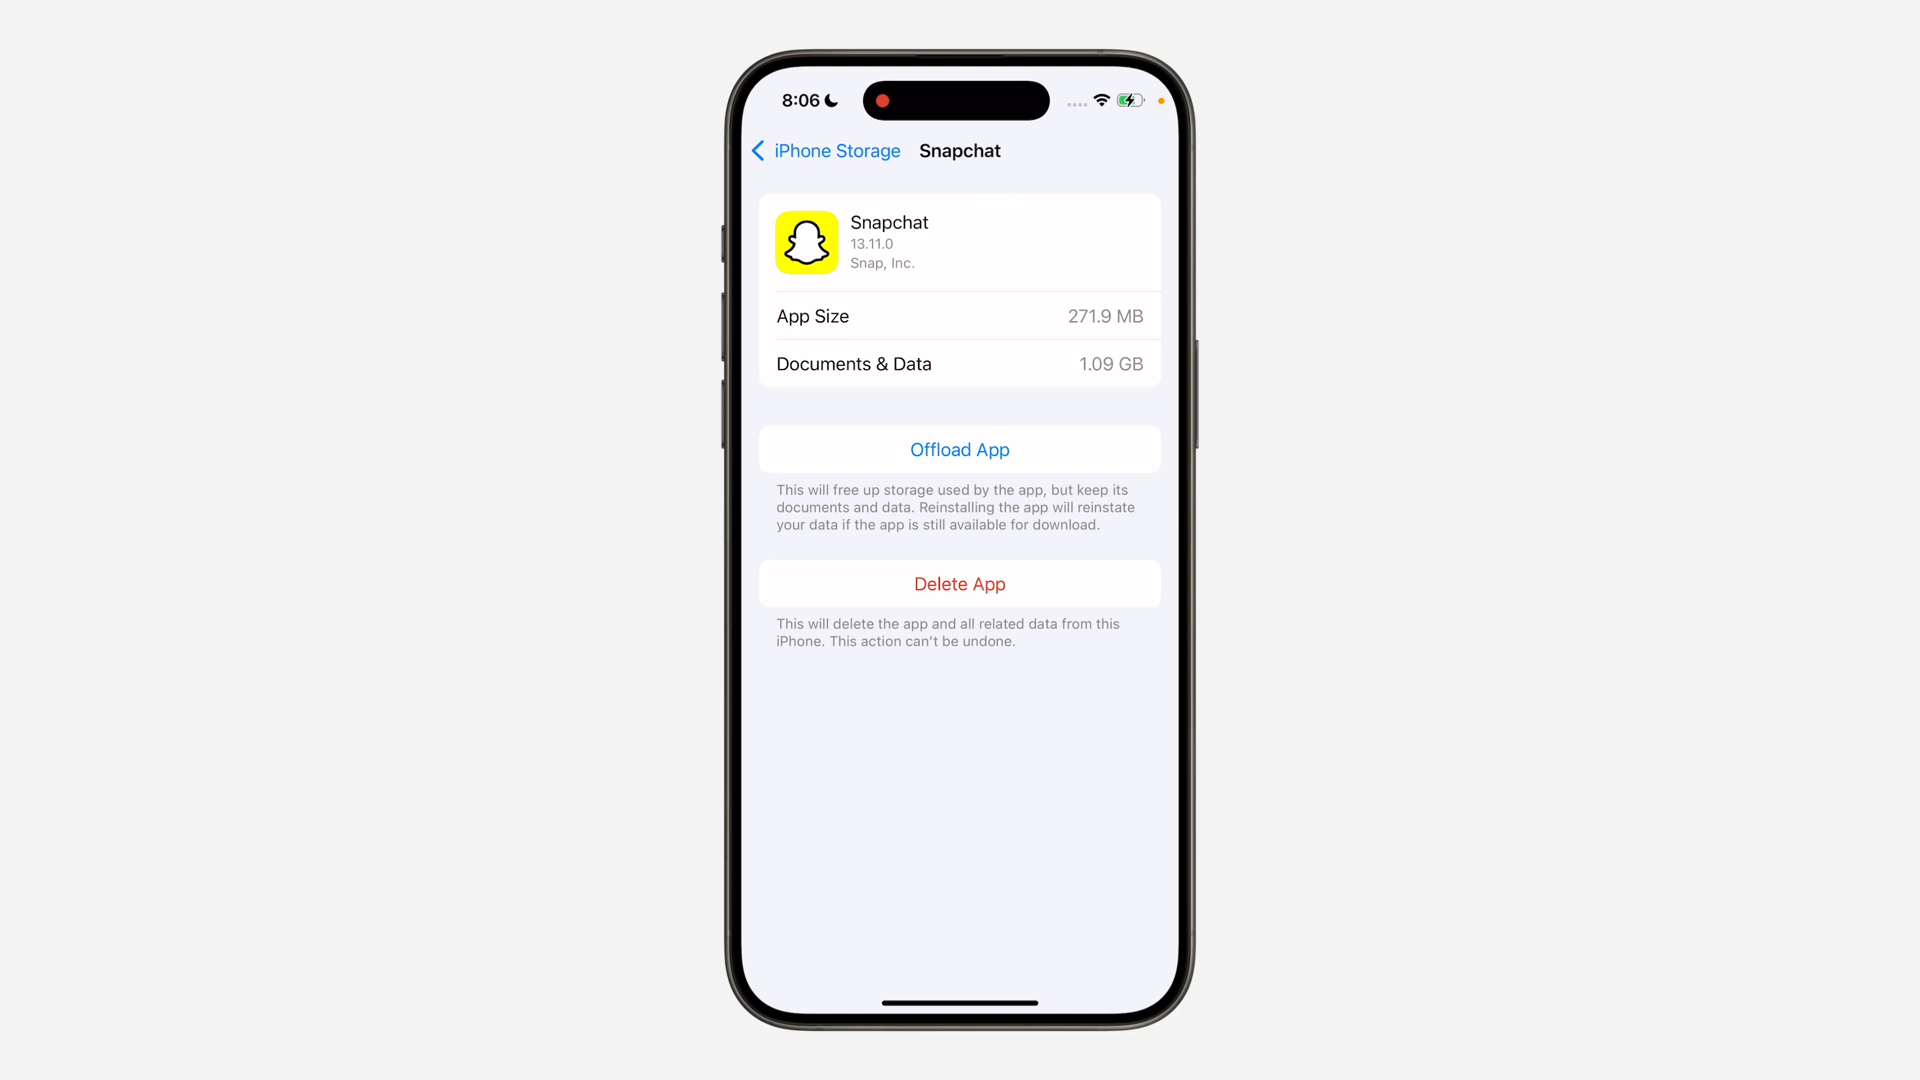 8:06
iPhone Storage Snapchat
Snapchat
13.11.0
Snap, Inc.
App Size 271.9 MB
Documents & Data 1.09 GB
Offload App
This will free up storage used by the app, but keep its
documents and data. Reinstalling the app will reinstate
your data if the app is still available for download.
Delete App
This will delete the app and all related data from this
iPhone. This action can’t be undone.